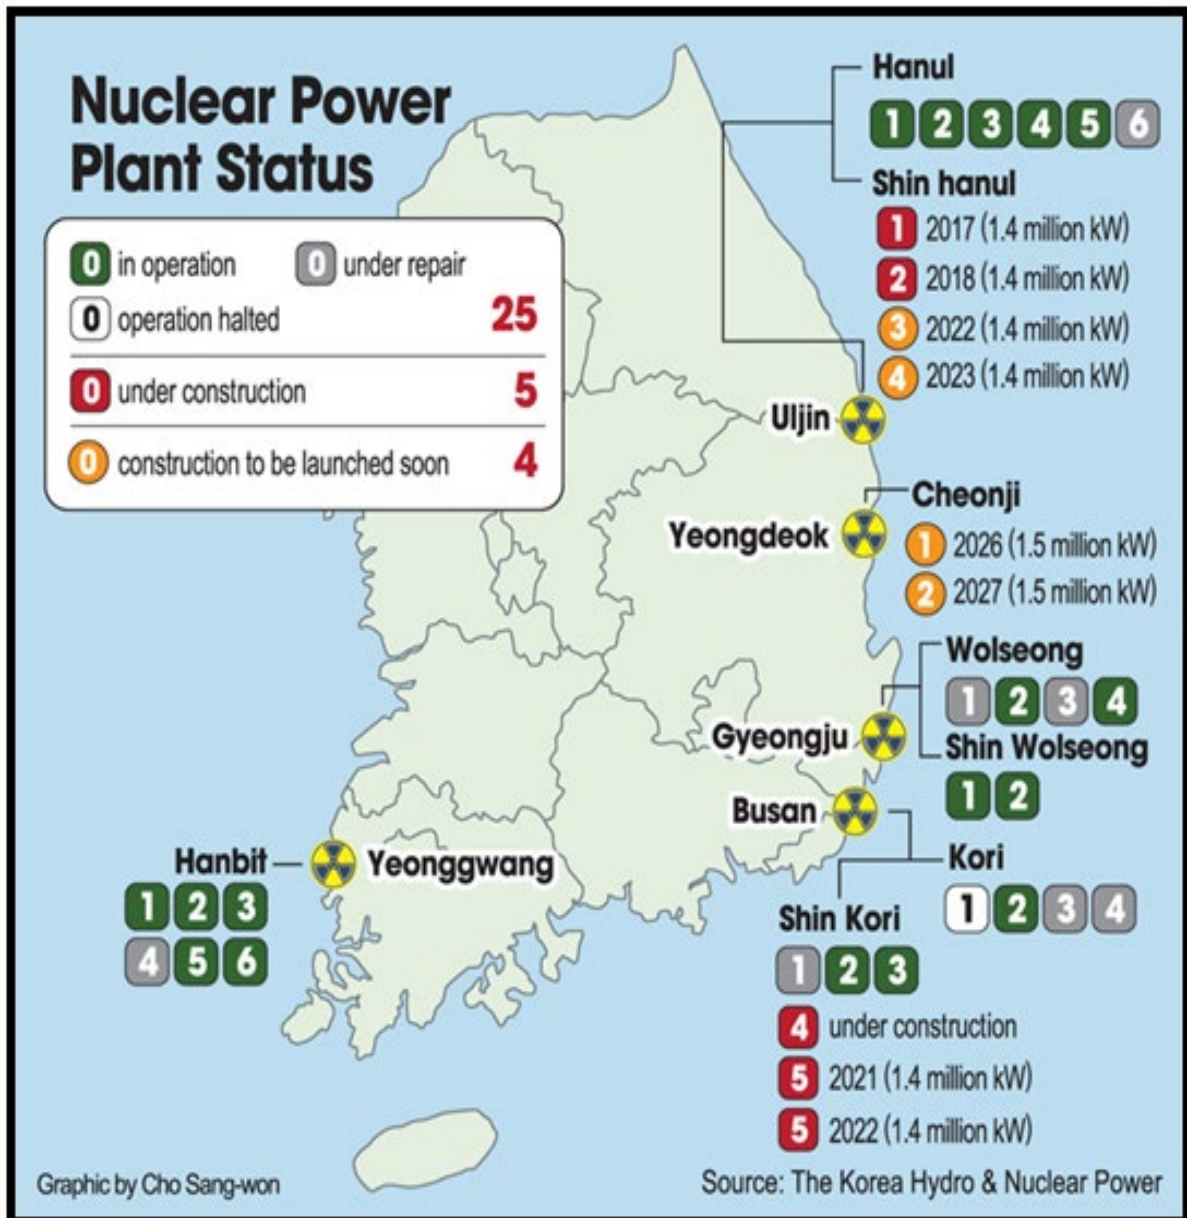 Nuclear Power
Plant Status
0 in operation 0 under repair
0 operation halted 25
0 under construction 5
0 construction to be launched soon 4
Hanul
1 2 3 4 5 6
Shin hanul
1 2017 (1.4 million kW)
2 2018 (1.4 million kW)
3 2022 (1.4 million kW)
4 2023 (1.4 million kW)
Uljin
Cheonji
Yeongdeok
1 2026 (1.5 million kW)
2 2027 (1.5 million kW)
Wolseong
1 2 3 4
Gyeongju
Shin Wolseong
1 2
Busan
Kori
1 2 3 4
Hanbit
Yeonggwang
1 2 3
4 5 6
Shin Kori
1 2 3
4 under construction
5 2021 (1.4 million kW)
5 2022 (1.4 million kW)
Graphic by Cho Sang-won
Source: The Korea Hydro & Nuclear Power